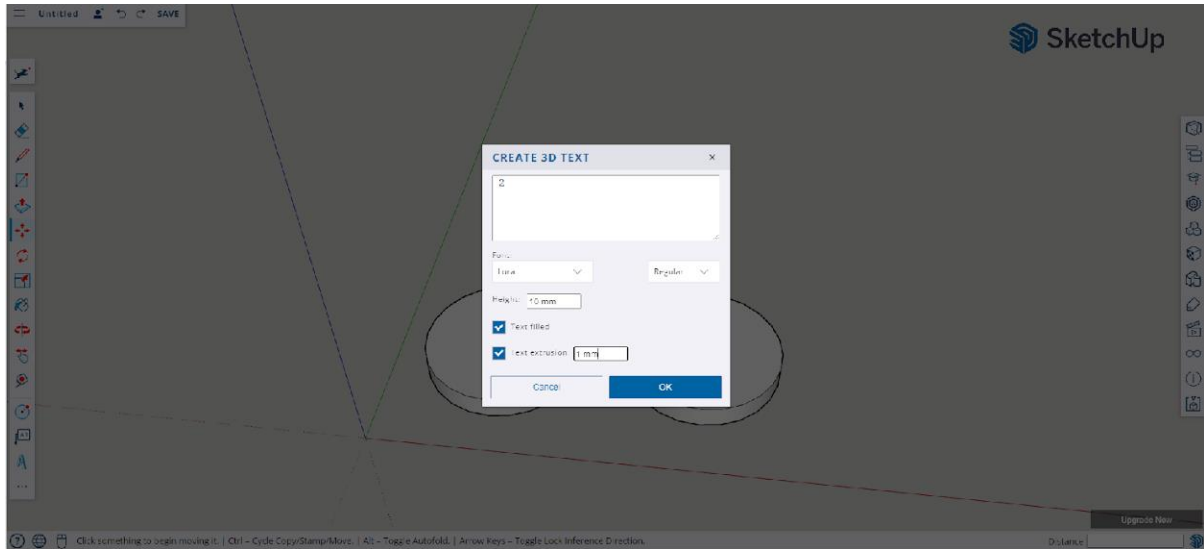 Untitled SAVE
SketchUp
CREATE 3D TEXT
2
Font
Lora Regular
Height: 10 mm
Text filled
Text extrusion 1 mm
Cancel OK
Upgrade Now
Click something to begin moving it. | Ctrl – Cycle Copy/Stamp/Move. | Alt – Toggle Autofold. | Arrow Keys – Toggle Lock Inference Direction.
Distance